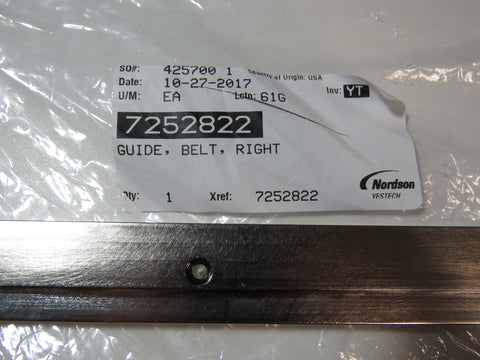 SO#: 425700 1 Country of Origin: USA
Date: 10-27-2017 Inv: YT
U/M: EA Lctn: 61G
7252822
GUIDE, BELT, RIGHT
Qty: 1 Xref: 7252822
Nordson
YESTECH